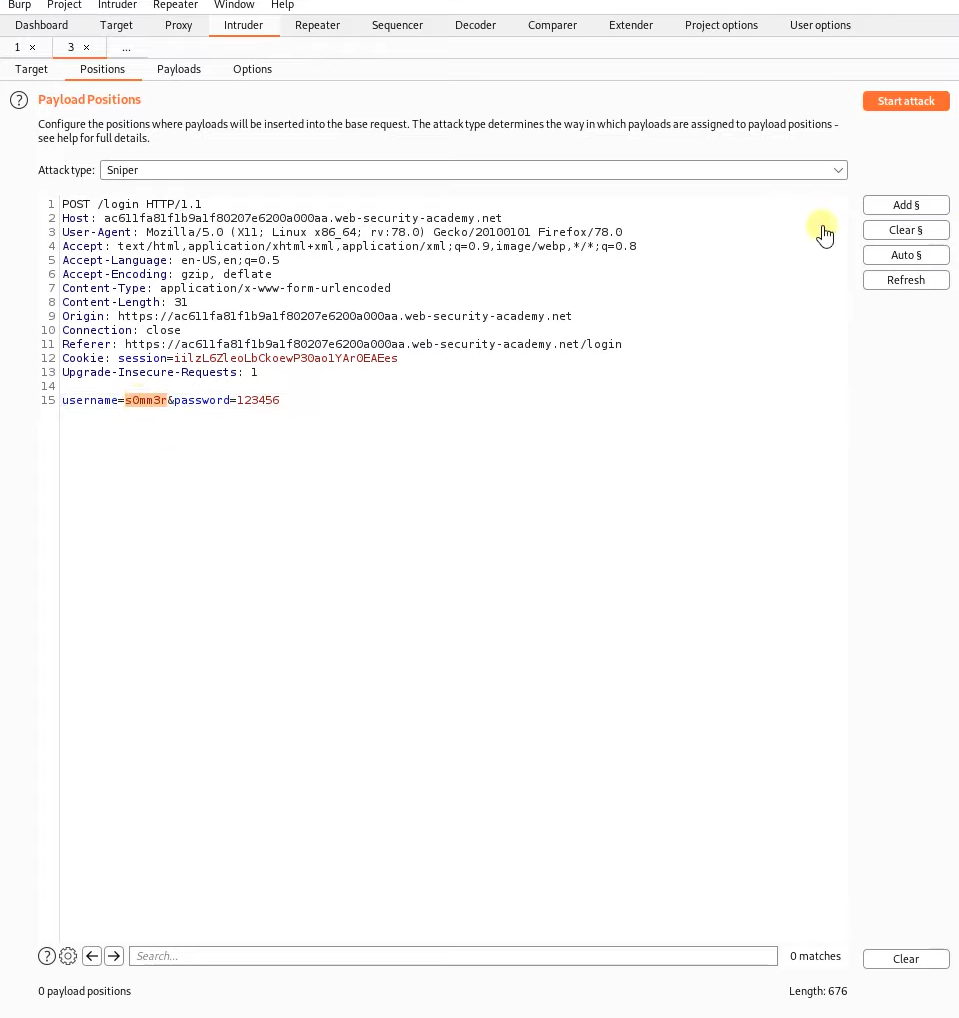 Burp Project Intruder Repeater Window Help
Dashboard Target Proxy Intruder Repeater Sequencer Decoder Comparer Extender Project options User options
1 × 3 × ...
Target Positions Payloads Options
? Payload Positions
Start attack
Configure the positions where payloads will be inserted into the base request. The attack type determines the way in which payloads are assigned to payload positions -
see help for full details.
Attack type: Sniper
1 POST /login HTTP/1.1
2 Host: ac611fa81f1b9a1f80207e6200a000aa.web-security-academy.net
3 User-Agent: Mozilla/5.0 (X11; Linux x86_64; rv:78.0) Gecko/20100101 Firefox/78.0
4 Accept: text/html,application/xhtml+xml,application/xml;q=0.9,image/webp,*/*;q=0.8
5 Accept-Language: en-US,en;q=0.5
6 Accept-Encoding: gzip, deflate
7 Content-Type: application/x-www-form-urlencoded
8 Content-Length: 31
9 Origin: https://ac611fa81f1b9a1f80207e6200a000aa.web-security-academy.net
10 Connection: close
11 Referer: https://ac611fa81f1b9a1f80207e6200a000aa.web-security-academy.net/login
12 Cookie: session=iilzL6ZleoLbCkoewP30ao1YAr0EAEes
13 Upgrade-Insecure-Requests: 1
14
15 username=s0mm3r&password=123456
Add §
Clear §
Auto §
Refresh
? Search... 0 matches
Clear
0 payload positions
Length: 676